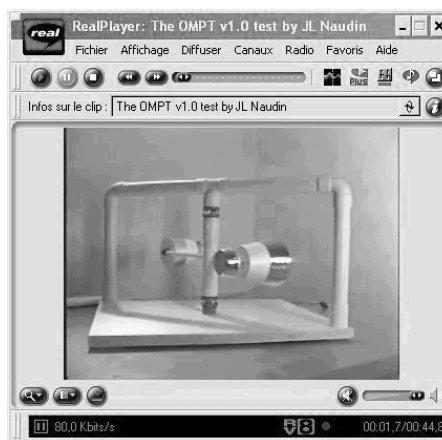 real RealPlayer: The OMPT v1.0 test by JL Naudin
Fichier Affichage Diffuser Canaux Radio Favoris Aide
PLUS
Infos sur le clip : The OMPT v1.0 test by JL Naudin
80,0 Kbits/s 00:01,7/00:44,8